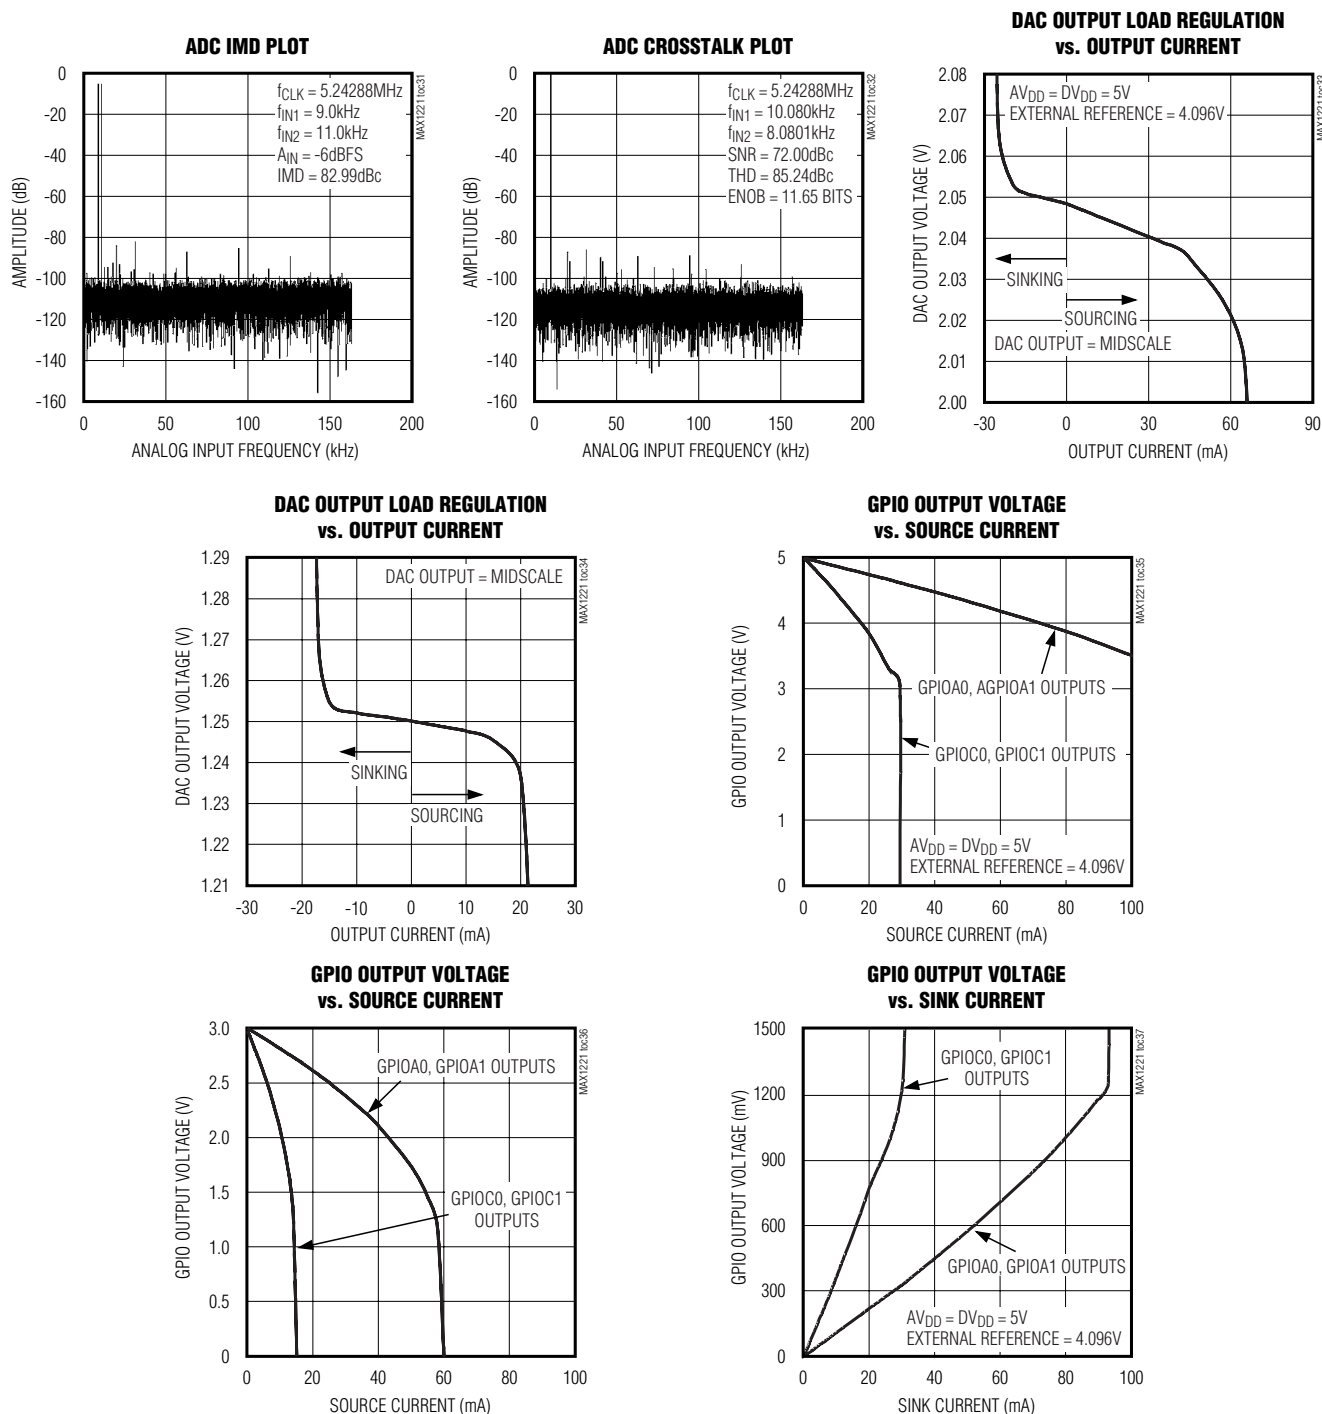 ADC IMD PLOT
AMPLITUDE (dB)
0
-20
-40
-60
-80
-100
-120
-140
-160
fCLK = 5.24288MHz
fIN1 = 9.0kHz
fIN2 = 11.0kHz
AIN = -6dBFS
IMD = 82.99dBc
MAX1221 toc31
0 50 100 150 200
ANALOG INPUT FREQUENCY (kHz)
ADC CROSSTALK PLOT
AMPLITUDE (dB)
0
-20
-40
-60
-80
-100
-120
-140
-160
fCLK = 5.24288MHz
fIN1 = 10.080kHz
fIN2 = 8.0801kHz
SNR = 72.00dBc
THD = 85.24dBc
ENOB = 11.65 BITS
MAX1221 toc32
0 50 100 150 200
ANALOG INPUT FREQUENCY (kHz)
DAC OUTPUT LOAD REGULATION
vs. OUTPUT CURRENT
DAC OUTPUT VOLTAGE (V)
2.08
2.07
2.06
2.05
2.04
2.03
2.02
2.01
2.00
AVDD = DVDD = 5V
EXTERNAL REFERENCE = 4.096V
SINKING
SOURCING
DAC OUTPUT = MIDSCALE
MAX1221 toc33
-30 0 30 60 90
OUTPUT CURRENT (mA)
DAC OUTPUT LOAD REGULATION
vs. OUTPUT CURRENT
DAC OUTPUT VOLTAGE (V)
1.29
1.28
1.27
1.26
1.25
1.24
1.23
1.22
1.21
DAC OUTPUT = MIDSCALE
SINKING
SOURCING
MAX1221 toc34
-30 -20 -10 0 10 20 30
OUTPUT CURRENT (mA)
GPIO OUTPUT VOLTAGE
vs. SOURCE CURRENT
GPIO OUTPUT VOLTAGE (V)
5
4
3
2
1
0
GPIOA0, AGPIOA1 OUTPUTS
GPIOC0, GPIOC1 OUTPUTS
AVDD = DVDD = 5V
EXTERNAL REFERENCE = 4.096V
MAX1221 toc35
0 20 40 60 80 100
SOURCE CURRENT (mA)
GPIO OUTPUT VOLTAGE
vs. SOURCE CURRENT
GPIO OUTPUT VOLTAGE (V)
3.0
2.5
2.0
1.5
1.0
0.5
0
GPIOA0, GPIOA1 OUTPUTS
GPIOC0, GPIOC1
OUTPUTS
MAX1221 toc36
0 20 40 60 80 100
SOURCE CURRENT (mA)
GPIO OUTPUT VOLTAGE
vs. SINK CURRENT
GPIO OUTPUT VOLTAGE (mV)
1500
1200
900
600
300
0
GPIOC0, GPIOC1
OUTPUTS
GPIOA0, GPIOA1 OUTPUTS
AVDD = DVDD = 5V
EXTERNAL REFERENCE = 4.096V
MAX1221 toc37
0 20 40 60 80 100
SINK CURRENT (mA)